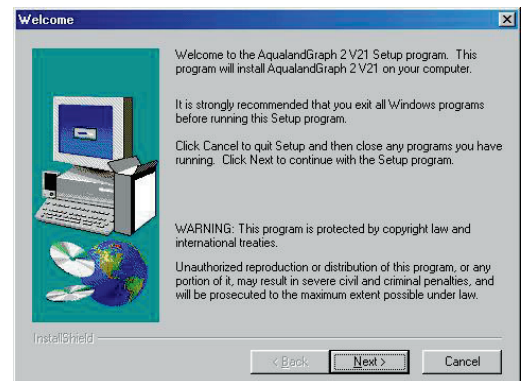 Welcome
Welcome to the AqualandGraph 2 V21 Setup program. This
program will install AqualandGraph 2 V21 on your computer.
It is strongly recommended that you exit all Windows programs
before running this Setup program.
Click Cancel to quit Setup and then close any programs you have
running. Click Next to continue with the Setup program.
WARNING: This program is protected by copyright law and
international treaties.
Unauthorized reproduction or distribution of this program, or any
portion of it, may result in severe civil and criminal penalties, and
will be prosecuted to the maximum extent possible under law.
InstallShield
< Back
Next >
Cancel